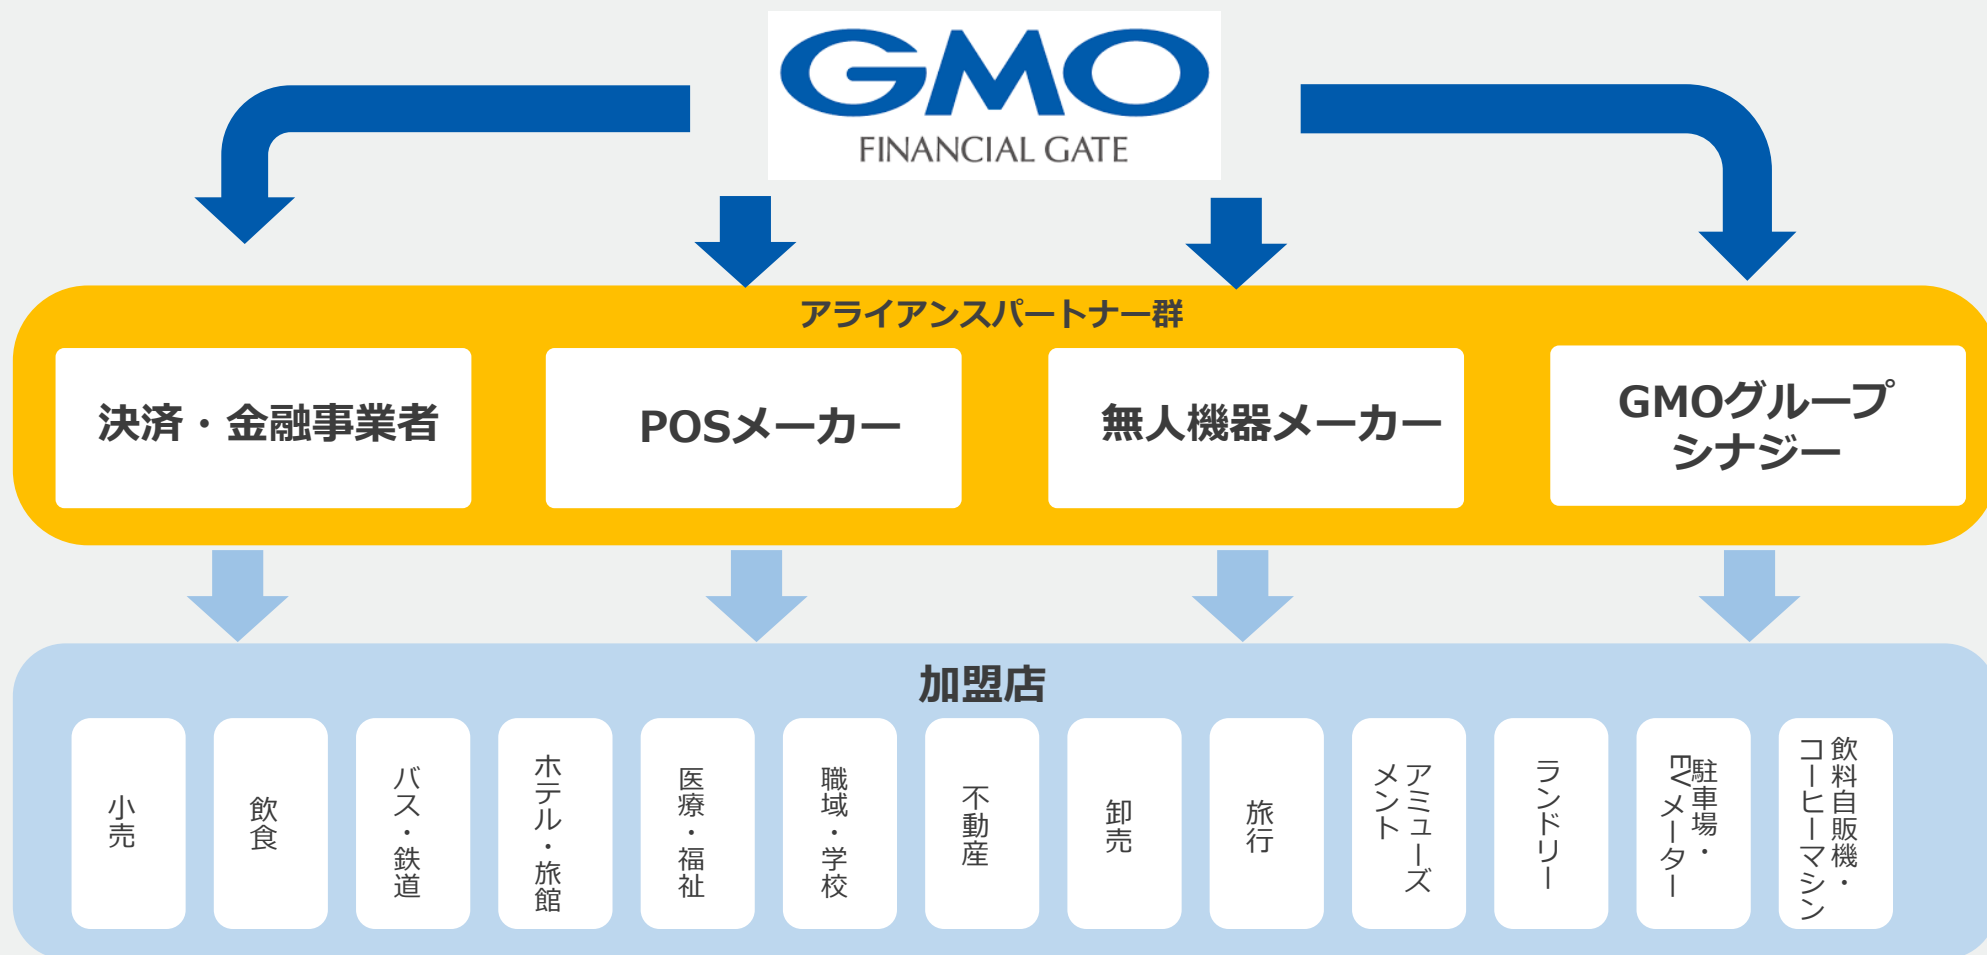 GMO
FINANCIAL GATE
アライアンスパートナー群
決済・金融事業者
POSメーカー
無人機器メーカー
GMOグループ
シナジー
加盟店
小売
飲食
バス・鉄道
ホテル・旅館
医療・福祉
職域・学校
不動産
卸売
旅行
アミューズ
メント
ランドリー
駐車場・
EVメーター
飲料自販機・
コーヒーマシン